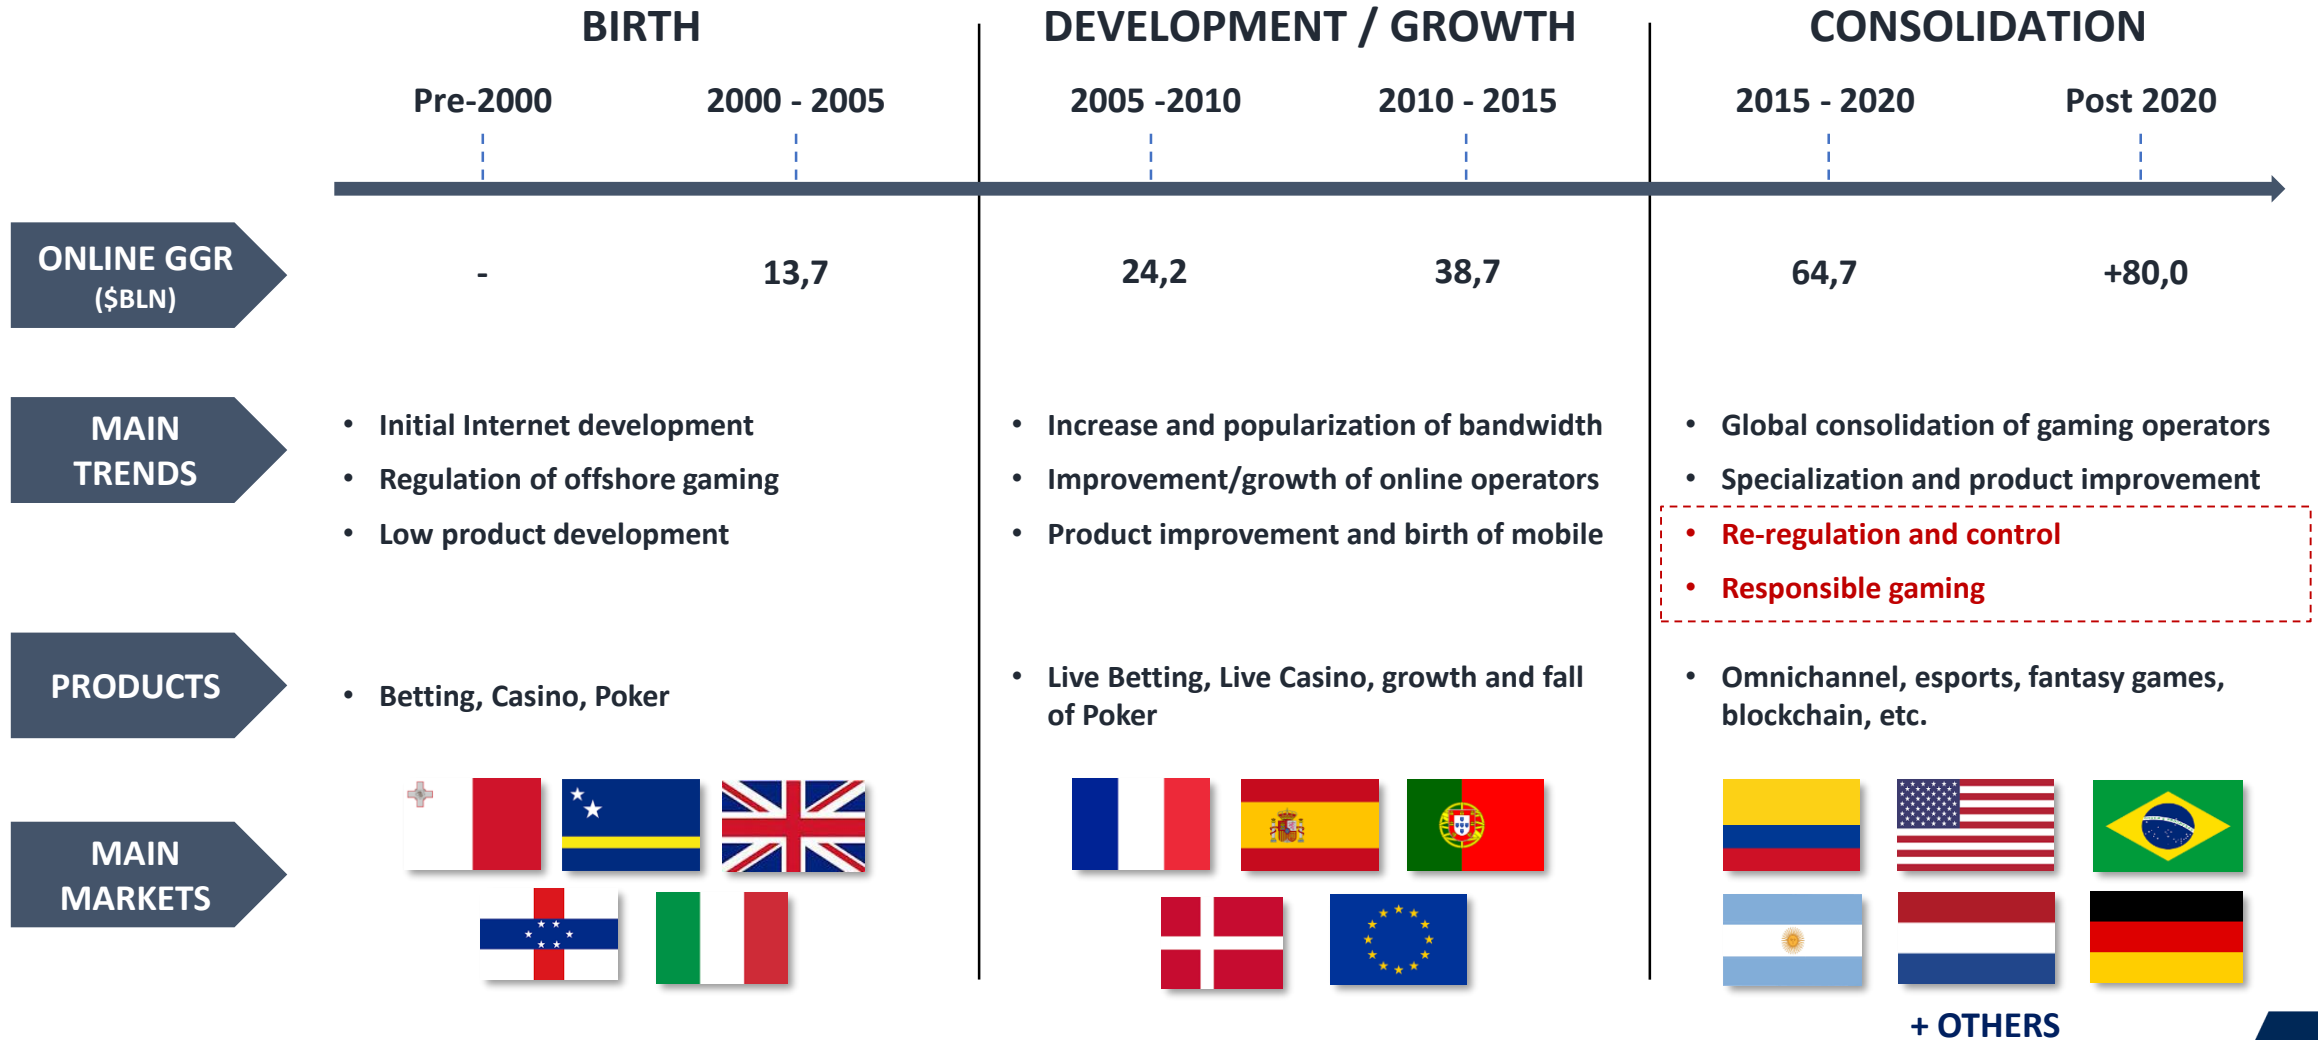 BIRTH
DEVELOPMENT / GROWTH
CONSOLIDATION
Pre-2000
2000 - 2005
2005 -2010
2010 - 2015
2015 - 2020
Post 2020
ONLINE GGR
($BLN)
-
13,7
24,2
38,7
64,7
+80,0
MAIN
TRENDS
• Initial Internet development
• Regulation of offshore gaming
• Low product development
• Increase and popularization of bandwidth
• Improvement/growth of online operators
• Product improvement and birth of mobile
• Global consolidation of gaming operators
• Specialization and product improvement
• Re-regulation and control
• Responsible gaming
PRODUCTS
• Betting, Casino, Poker
• Live Betting, Live Casino, growth and fall
of Poker
• Omnichannel, esports, fantasy games,
blockchain, etc.
MAIN
MARKETS
+ OTHERS